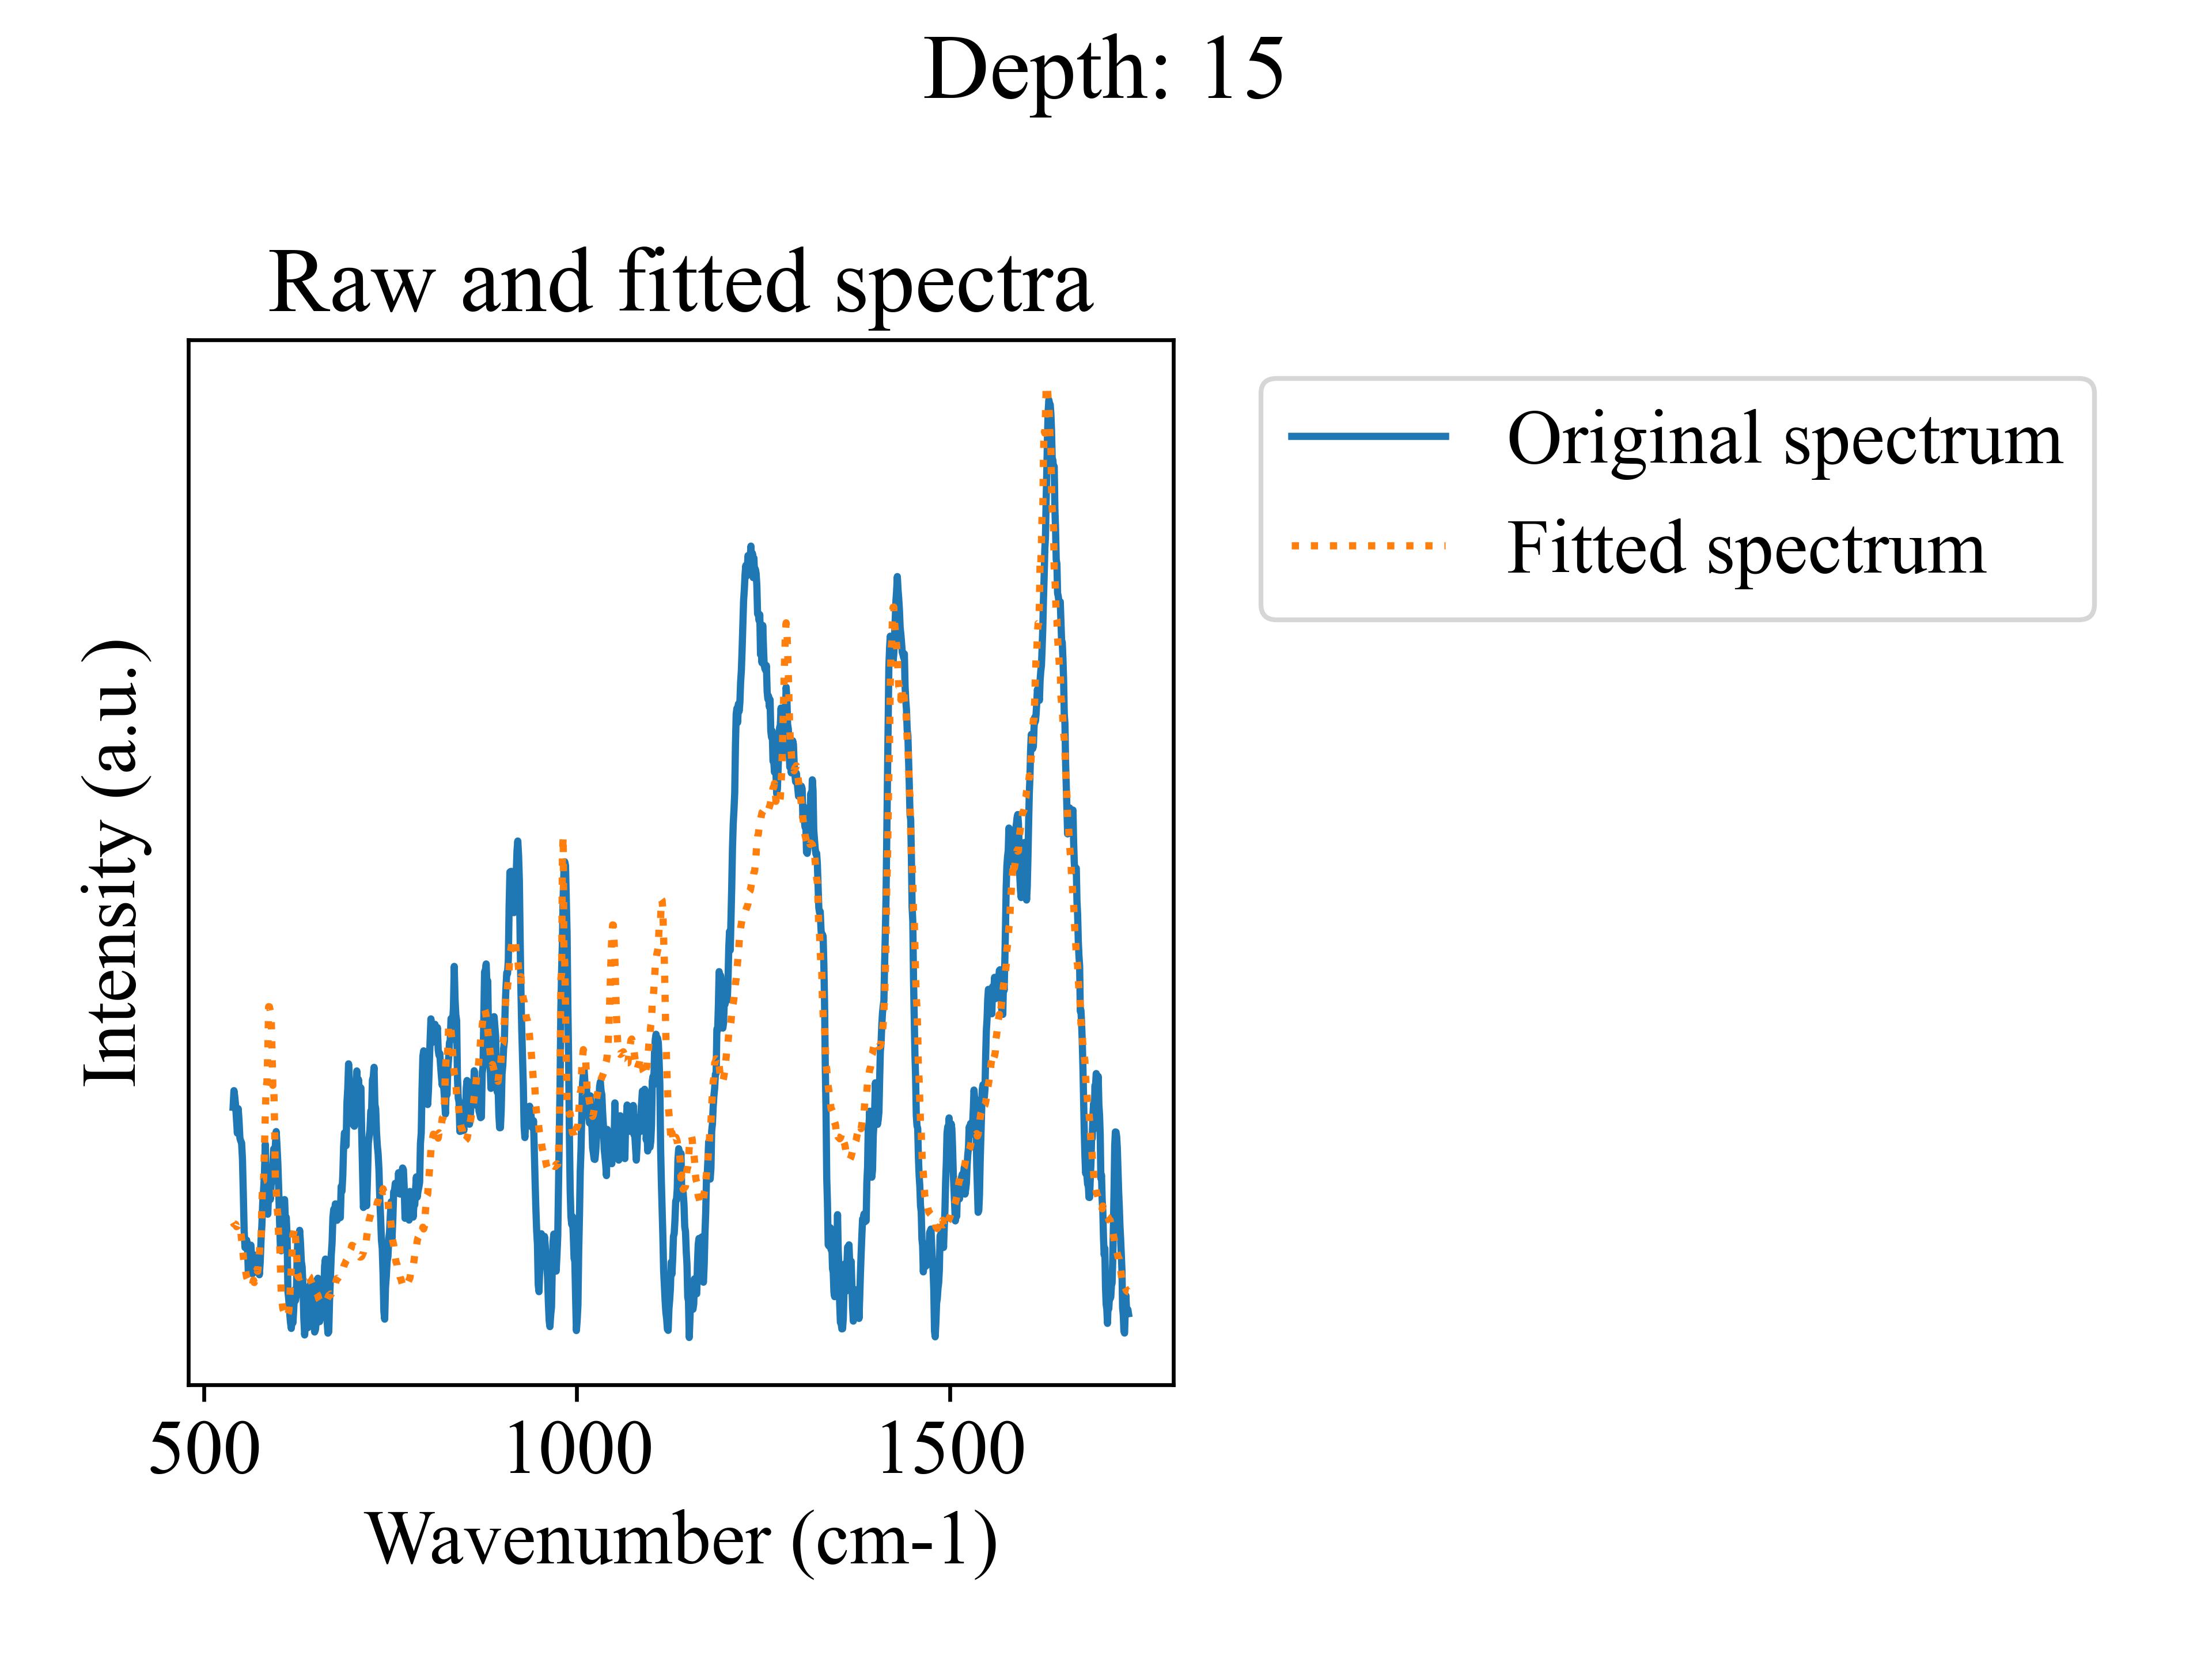 Depth: 15
Raw and fitted spectra
Original spectrum
Fitted spectrum
Intensity (a.u.)
500 1000 1500
Wavenumber (cm-1)